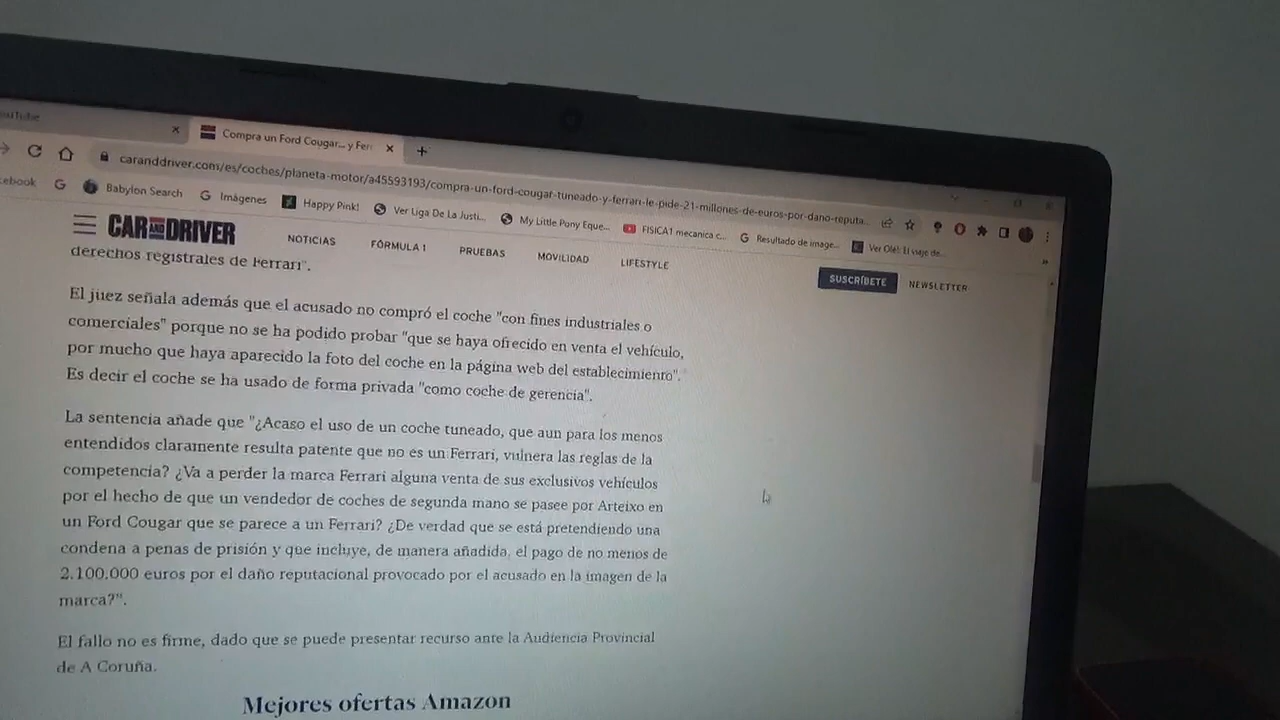 Compra un Ford Cougar... y Ferr
caranddriver.com/es/coches/planeta-motor/a45593193/compra-un-ford-cougar-tuneado-y-ferrari-le-pide-21-millones-de-euros-por-dano-reputa...
Babylon Search
Imágenes
Happy Pink!
Ver Liga De La Justi...
My Little Pony Eque...
FISICA1 mecanica c...
Resultado de image...
CAR AND DRIVER
NOTICIAS
FÓRMULA 1
PRUEBAS
MOVILIDAD
LIFESTYLE
SUSCRÍBETE
NEWSLETTER
derechos registrales de Ferrari".
El juez señala además que el acusado no compró el coche "con fines industriales o
comerciales" porque no se ha podido probar "que se haya ofrecido en venta el vehículo,
por mucho que haya aparecido la foto del coche en la página web del establecimiento".
Es decir el coche se ha usado de forma privada "como coche de gerencia".
La sentencia añade que "¿Acaso el uso de un coche tuneado, que aun para los menos
entendidos claramente resulta patente que no es un Ferrari, vulnera las reglas de la
competencia? ¿Va a perder la marca Ferrari alguna venta de sus exclusivos vehículos
por el hecho de que un vendedor de coches de segunda mano se pasee por Arteixo en
un Ford Cougar que se parece a un Ferrari? ¿De verdad que se está pretendiendo una
condena a penas de prisión y que incluye, de manera añadida, el pago de no menos de
2.100.000 euros por el daño reputacional provocado por el acusado en la imagen de la
marca?".
El fallo no es firme, dado que se puede presentar recurso ante la Audiencia Provincial
de A Coruña.
Mejores ofertas Amazon